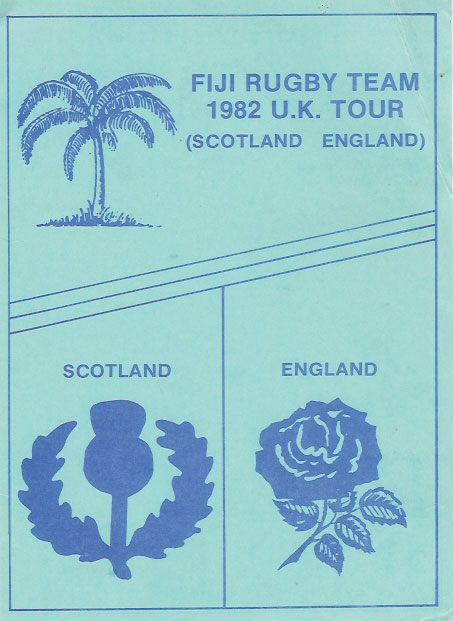 FIJI RUGBY TEAM
1982 U.K. TOUR
(SCOTLAND ENGLAND)
SCOTLAND
ENGLAND